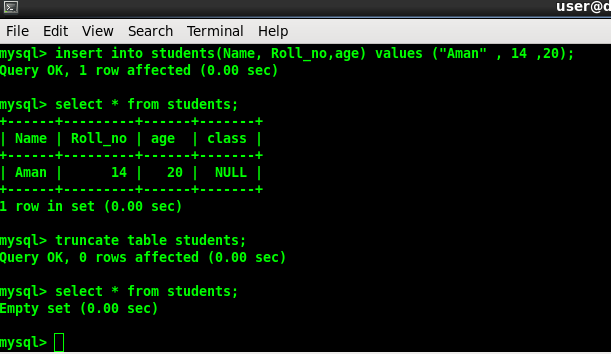 user@d
File Edit View Search Terminal Help
mysql> insert into students(Name, Roll_no,age) values ("Aman" , 14 ,20);
Query OK, 1 row affected (0.00 sec)
mysql> select * from students;
+------+---------+------+-------+
| Name | Roll_no | age  | class |
+------+---------+------+-------+
| Aman |      14 |   20 |  NULL |
+------+---------+------+-------+
1 row in set (0.00 sec)
mysql> truncate table students;
Query OK, 0 rows affected (0.00 sec)
mysql> select * from students;
Empty set (0.00 sec)
mysql>